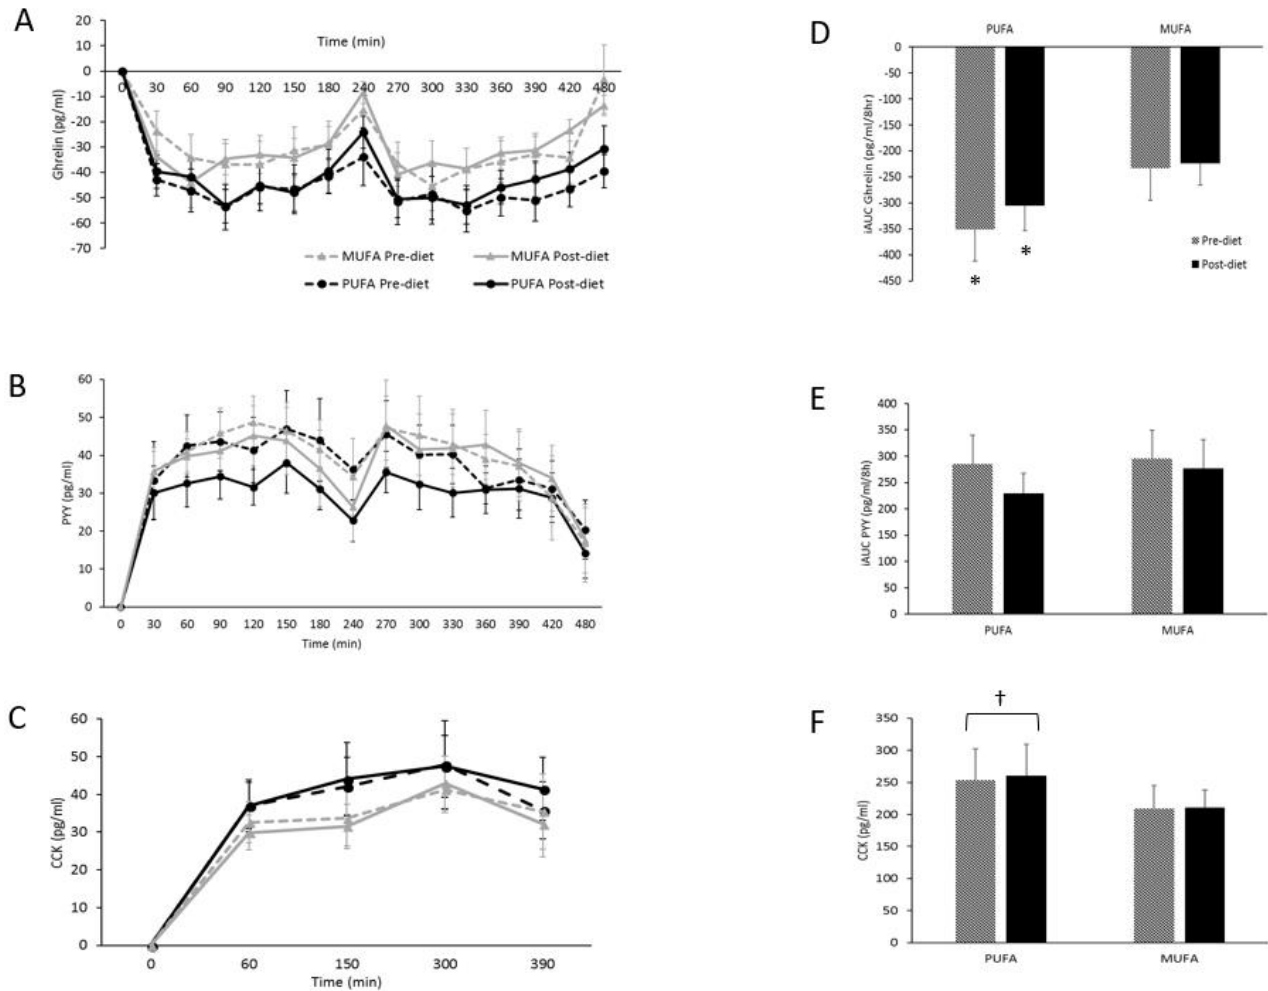 A
20
10
0
-10
-20
-30
-40
-50
-60
-70
Ghrelin (pg/ml)
Time (min)
0 30 60 90 120 150 180 240 270 300 330 360 390 420 480
MUFA Pre-diet MUFA Post-diet
PUFA Pre-diet PUFA Post-diet
D
PUFA MUFA
0
-50
-100
-150
-200
-250
-300
-350
-400
-450
iAUC Ghrelin (pg/ml/8hr)
* *
Pre-diet
Post-diet
B
60
50
40
30
20
10
0
PYY (pg/ml)
0 30 60 90 120 150 180 240 270 300 330 360 390 420 480
Time (min)
E
400
350
300
250
200
150
100
50
0
iAUC PYY (pg/ml/8h)
PUFA MUFA
C
60
50
40
30
20
10
0
CCK (pg/ml)
0 60 150 300 390
Time (min)
F
†
350
300
250
200
150
100
50
0
CCK (pg/ml)
PUFA MUFA